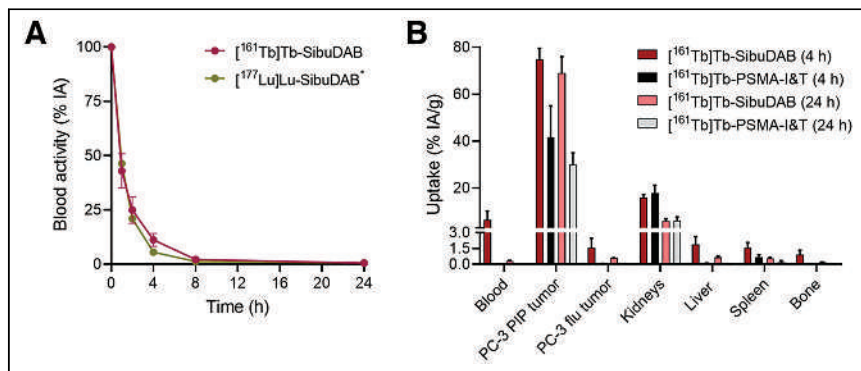 A
[¹⁶¹Tb]Tb-SibuDAB
[¹⁷⁷Lu]Lu-SibuDAB*
Blood activity (% IA)
100
75
50
25
0
0
4
8
12
16
20
24
Time (h)
B
[¹⁶¹Tb]Tb-SibuDAB (4 h)
[¹⁶¹Tb]Tb-PSMA-I&T (4 h)
[¹⁶¹Tb]Tb-SibuDAB (24 h)
[¹⁶¹Tb]Tb-PSMA-I&T (24 h)
Uptake (% IA/g)
80
60
40
20
3.0
1.5
0.0
Blood
PC-3 PIP tumor
PC-3 flu tumor
Kidneys
Liver
Spleen
Bone